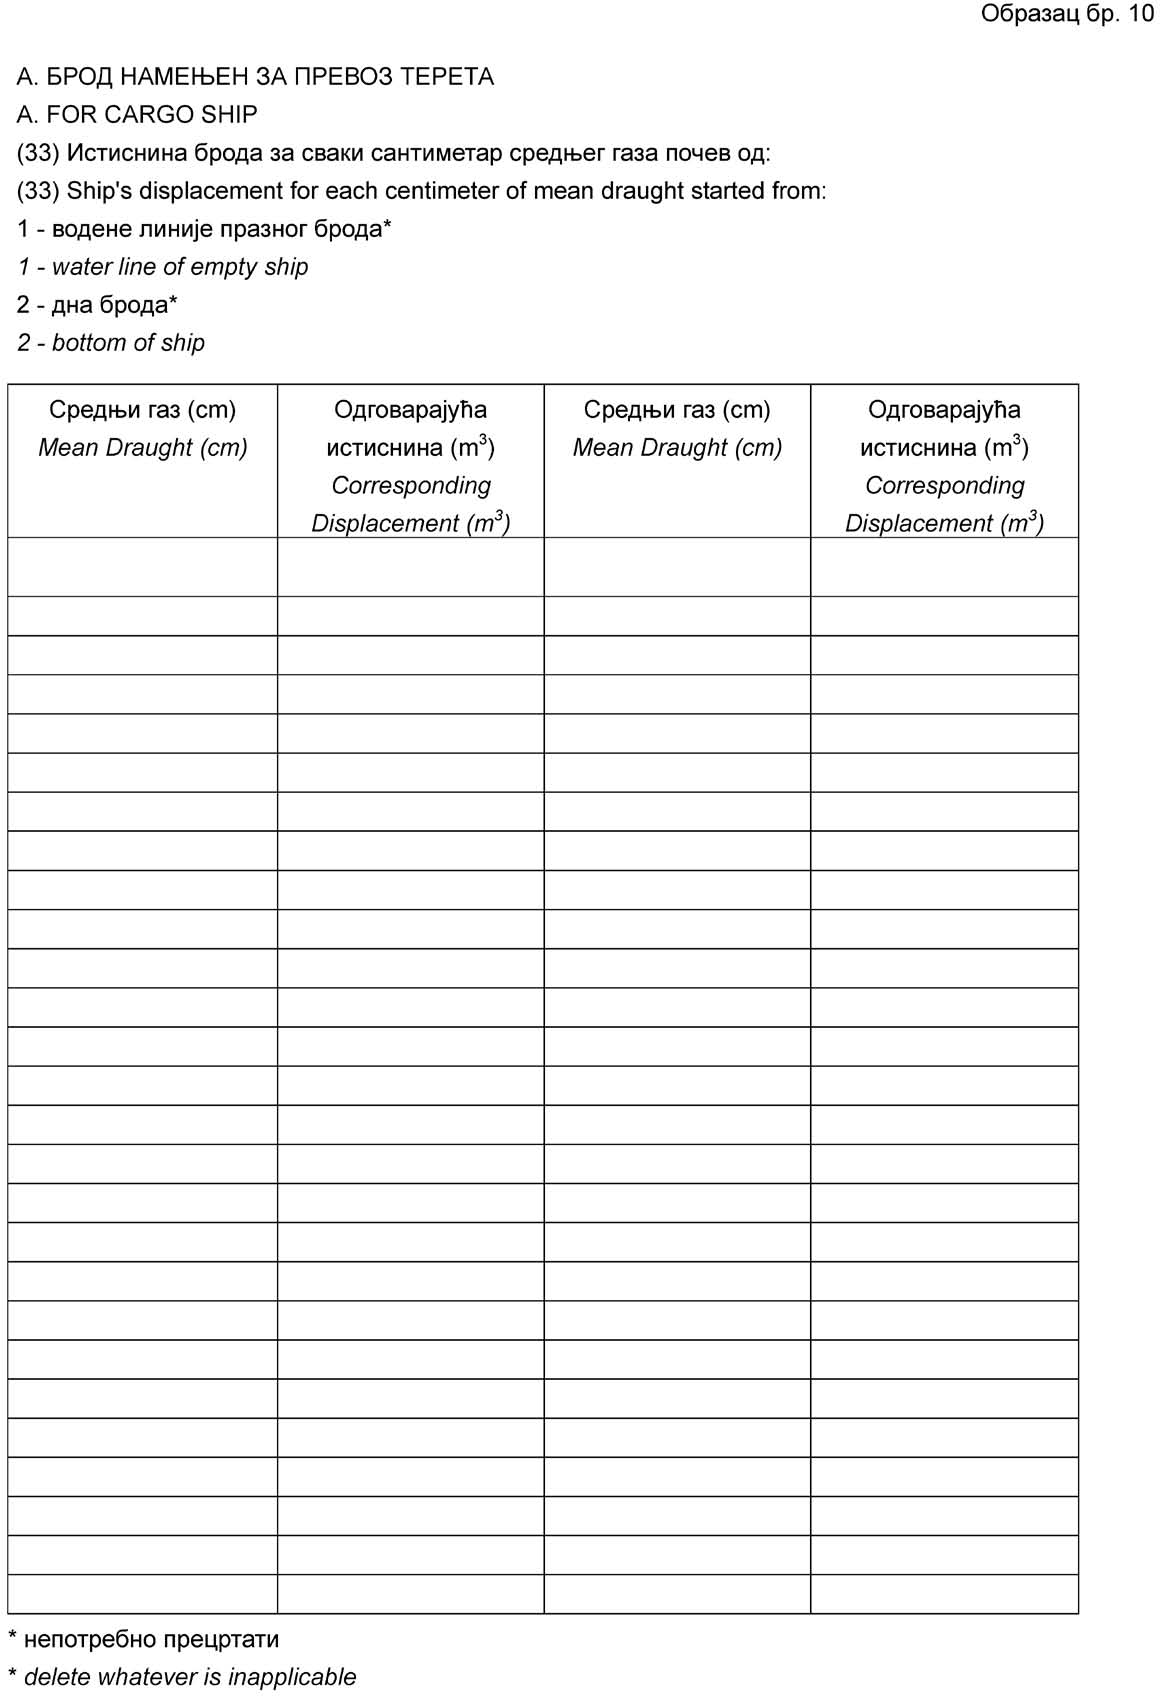 Образац бр. 10
А. БРОД НАМЕЊЕН ЗА ПРЕВОЗ ТЕРЕТА
A. FOR CARGO SHIP
(33) Истиснина брода за сваки сантиметар средњег газа почев од:
(33) Ship's displacement for each centimeter of mean draught started from:
1 - водене линије празног брода*
1 - water line of empty ship
2 - дна брода*
2 - bottom of ship
Средњи газ (cm)
Mean Draught (cm)
Одговарајућа
истиснина (m³)
Corresponding
Displacement (m³)
Средњи газ (cm)
Mean Draught (cm)
Одговарајућа
истиснина (m³)
Corresponding
Displacement (m³)
* непотребно прецртати
* delete whatever is inapplicable